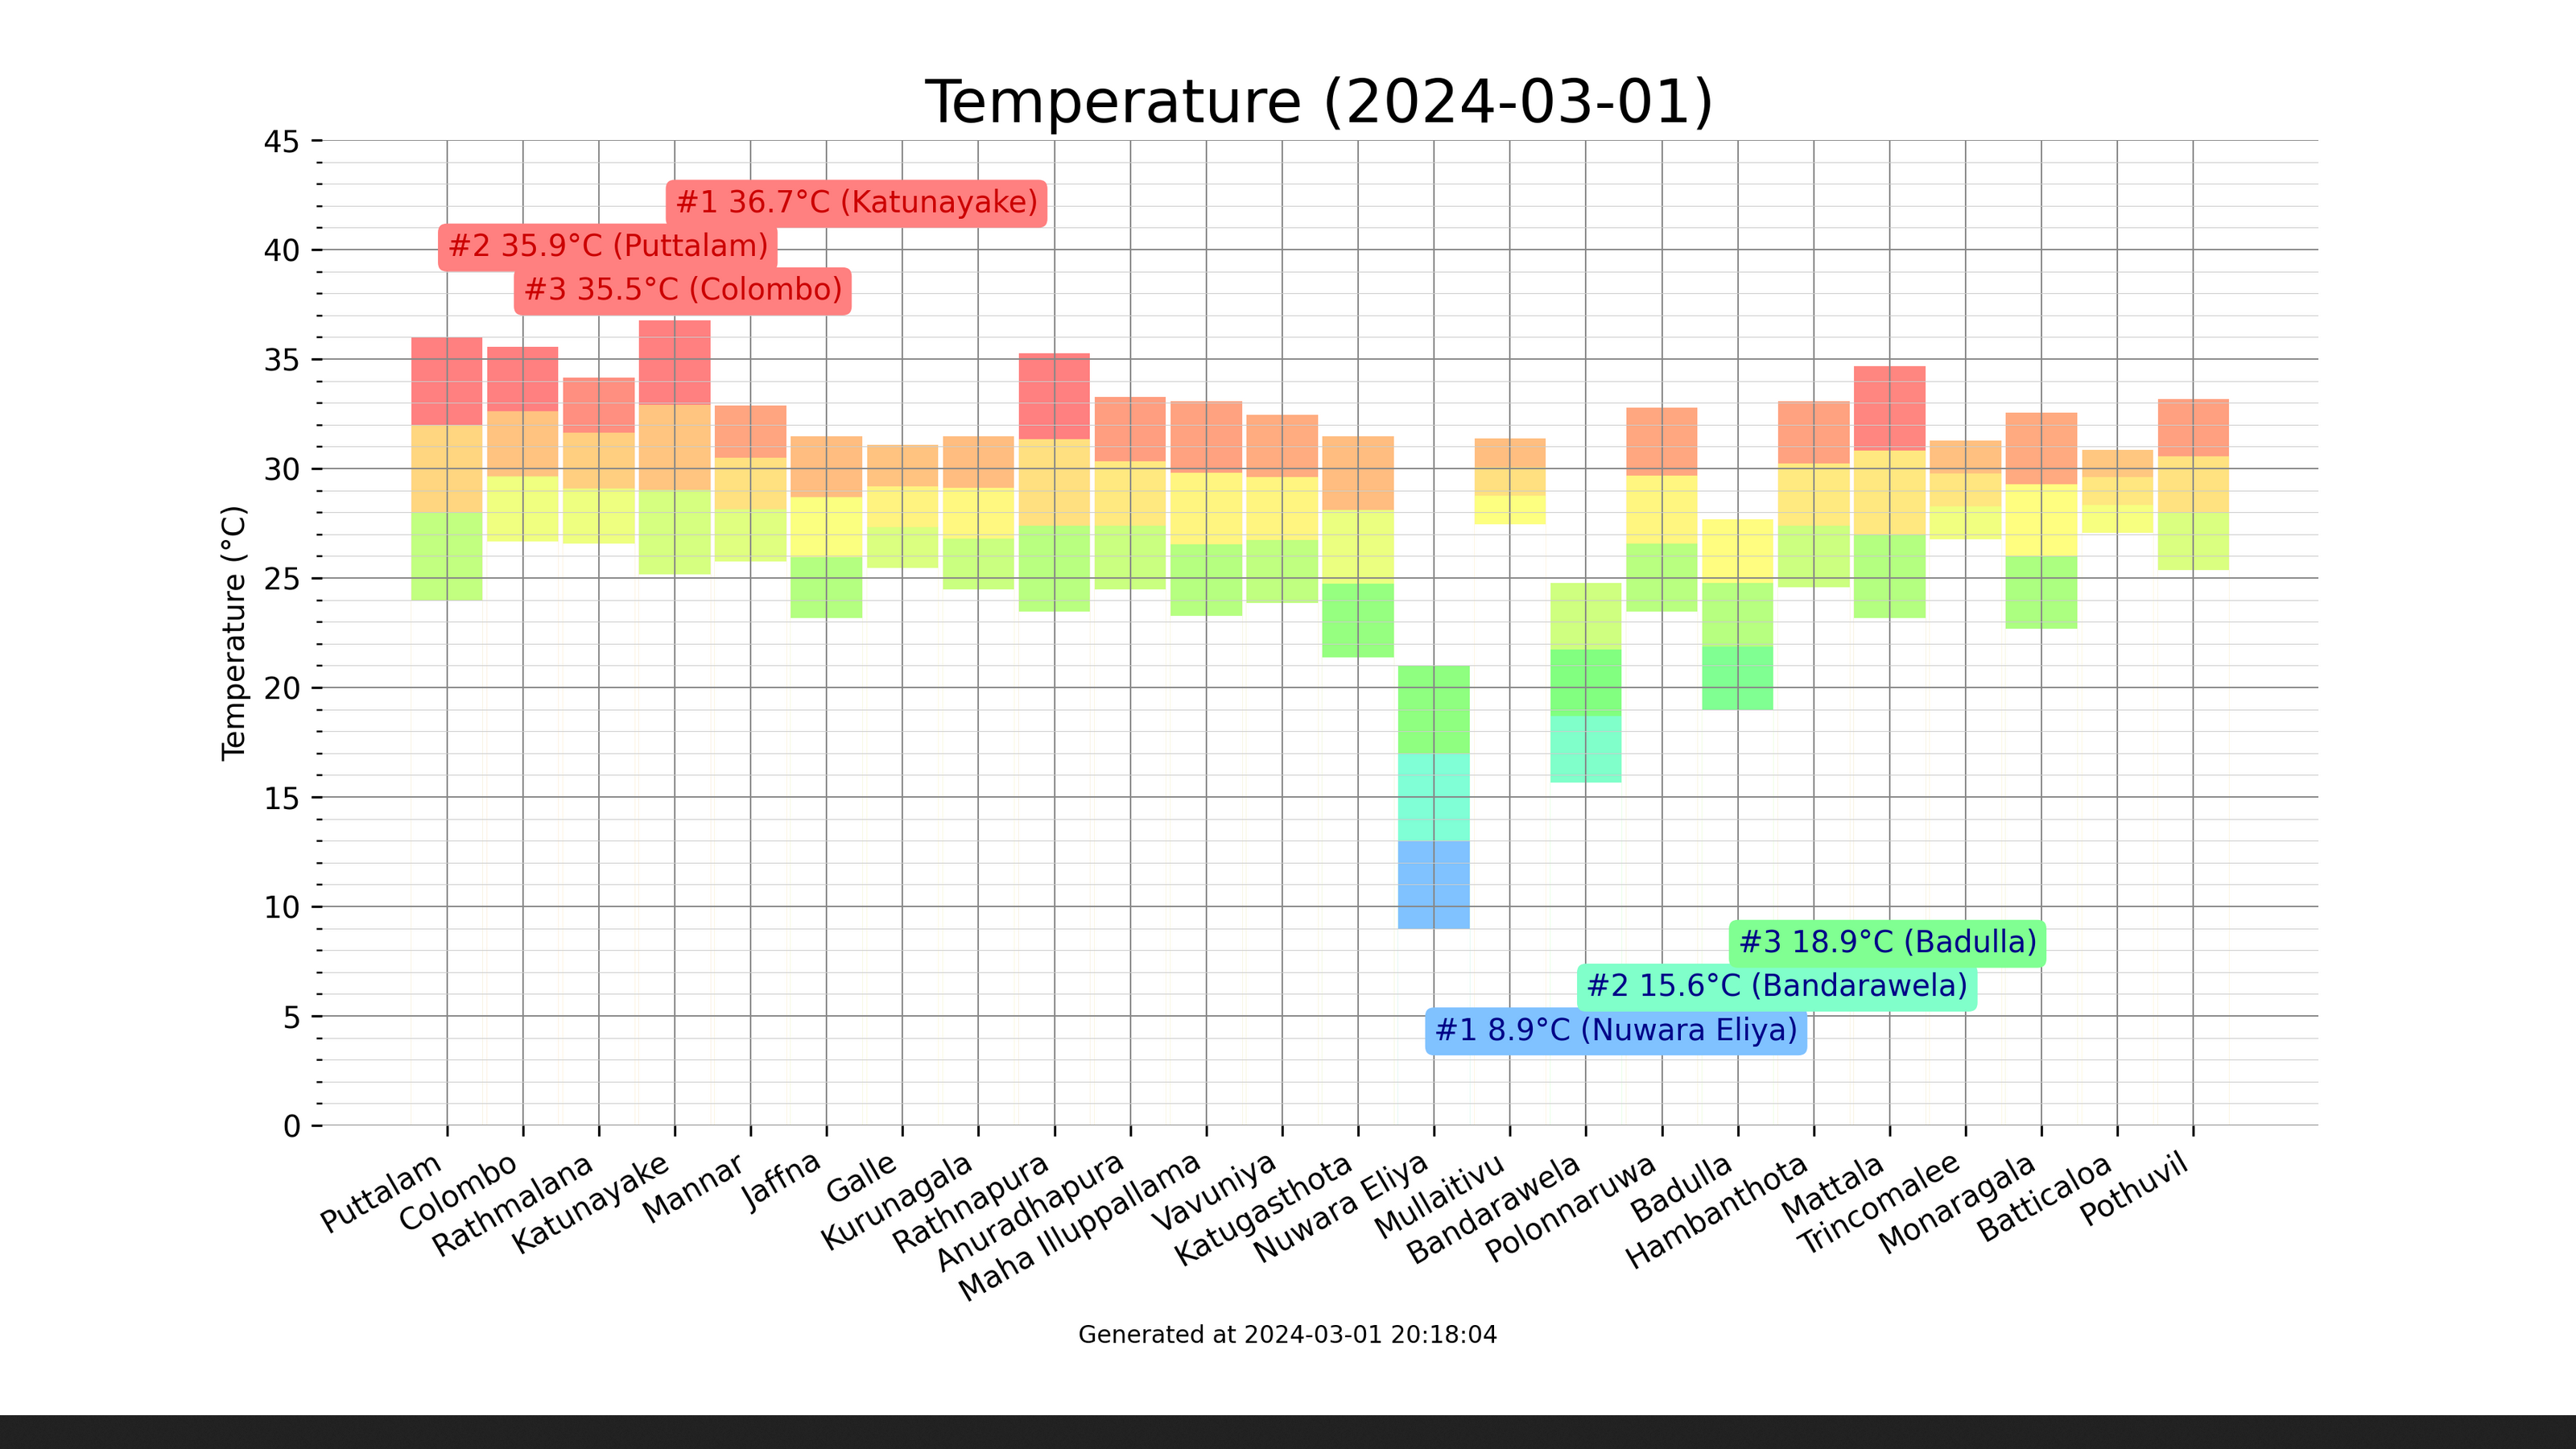 Temperature (2024-03-01)
45
40
35
30
25
20
15
10
5
0
Temperature (°C)
#1 36.7°C (Katunayake)
#2 35.9°C (Puttalam)
#3 35.5°C (Colombo)
#3 18.9°C (Badulla)
#2 15.6°C (Bandarawela)
#1 8.9°C (Nuwara Eliya)
Puttalam
Colombo
Rathmalana
Katunayake
Mannar
Jaffna
Galle
Kurunagala
Rathnapura
Anuradhapura
Maha Illuppallama
Vavuniya
Katugasthota
Nuwara Eliya
Mullaitivu
Bandarawela
Polonnaruwa
Badulla
Hambanthota
Mattala
Trincomalee
Monaragala
Batticaloa
Pothuvil
Generated at 2024-03-01 20:18:04